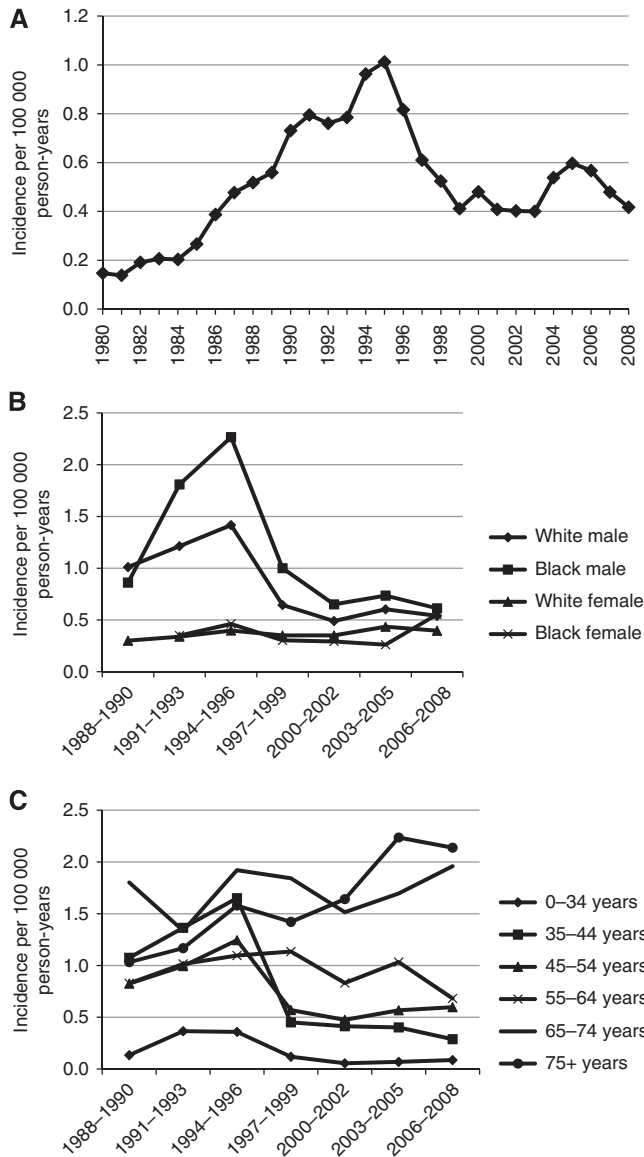 A
Incidence per 100 000
person-years
1.2
1.0
0.8
0.6
0.4
0.2
0.0
1980
1982
1984
1986
1988
1990
1992
1994
1996
1998
2000
2002
2004
2006
2008
B
Incidence per 100 000
person-years
2.5
2.0
1.5
1.0
0.5
0.0
1988–1990
1991–1993
1994–1996
1997–1999
2000–2002
2003–2005
2006–2008
White male
Black male
White female
Black female
C
Incidence per 100 000
person-years
2.5
2.0
1.5
1.0
0.5
0.0
1988–1990
1991–1993
1994–1996
1997–1999
2000–2002
2003–2005
2006–2008
0–34 years
35–44 years
45–54 years
55–64 years
65–74 years
75+ years